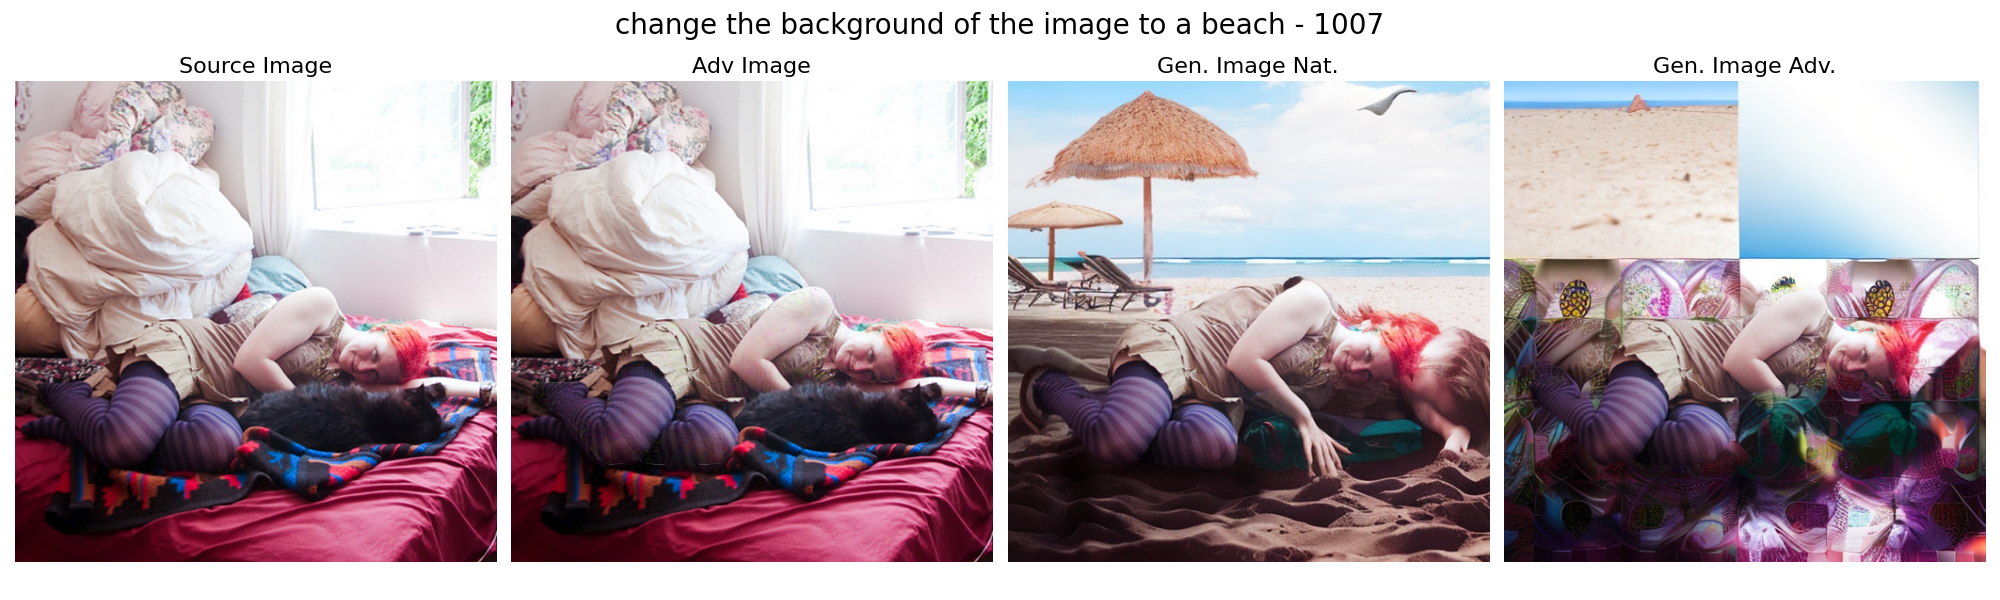 change the background of the image to a beach - 1007
Source Image
Adv Image
Gen. Image Nat.
Gen. Image Adv.